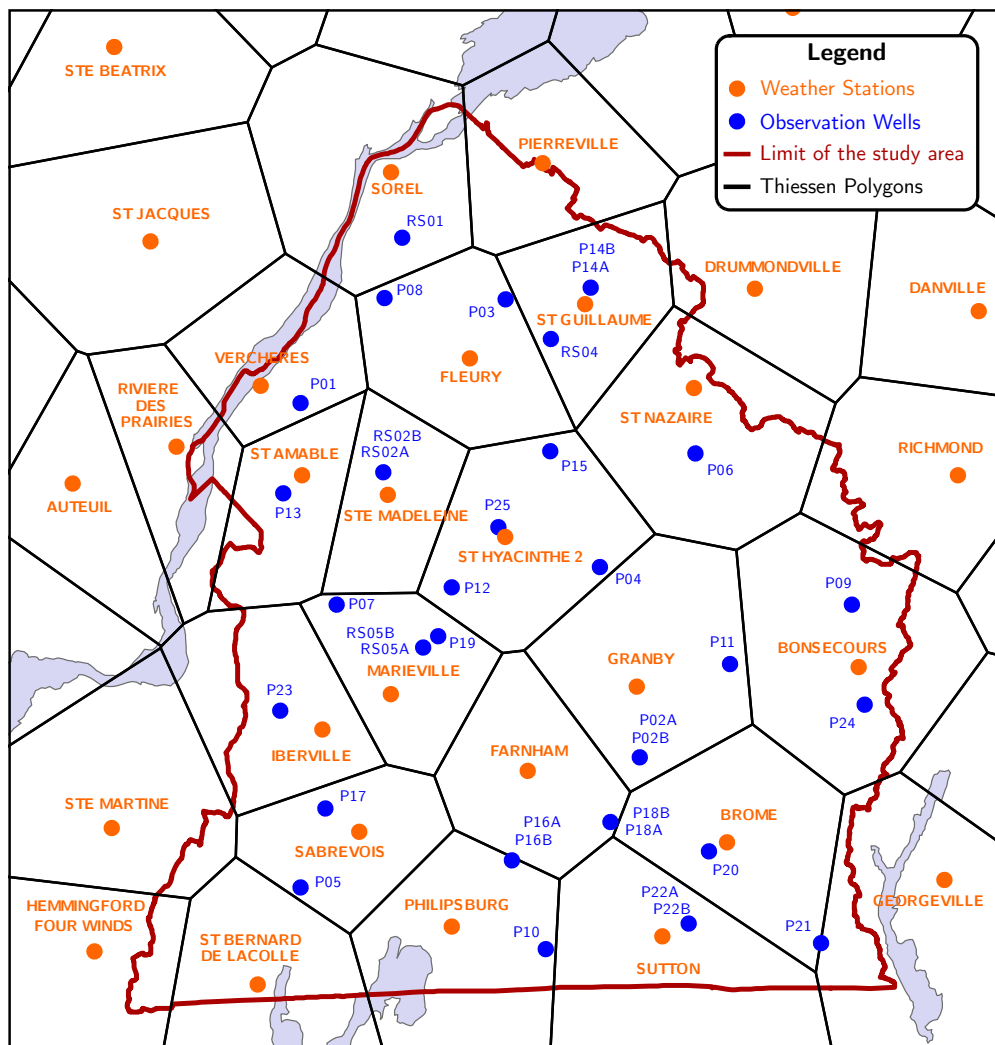 Legend
Weather Stations
Observation Wells
Limit of the study area
Thiessen Polygons
STE BEATRIX
PIERREVILLE
SOREL
ST JACQUES
RS01
P14B
P14A
DRUMMONDVILLE
DANVILLE
P08
P03
ST GUILLAUME
RS04
VERCHERES
P01
FLEURY
RIVIERE
DES
PRAIRIES
ST NAZAIRE
RS02B
RS02A
ST AMABLE
P15
P06
RICHMOND
AUTEUIL
P13
STE MADELEINE
P25
ST HYACINTHE 2
P04
P12
P09
P07
RS05B
RS05A
P19
MARIEVILLE
P11
GRANBY
BONSECOURS
P23
P24
IBERVILLE
P02A
P02B
FARNHAM
STE MARTINE
P17
SABREVOIS
P16A
P16B
P18B
P18A
BROME
P20
P05
P22A
P22B
GEORGEVILLE
HEMMINGFORD
FOUR WINDS
PHILIPSBURG
ST BERNARD
DE LACOLLE
P10
P21
SUTTON